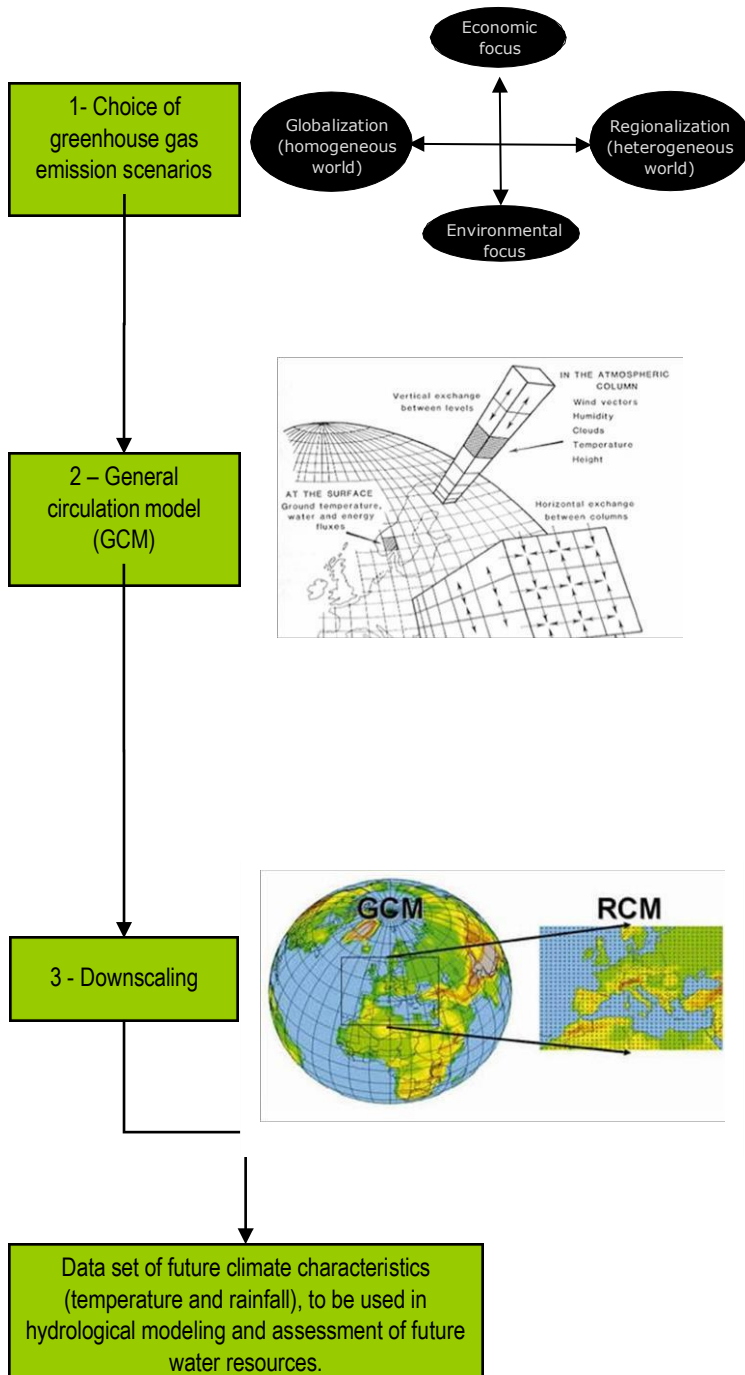 Economic
focus
1- Choice of
greenhouse gas
emission scenarios
Globalization
(homogeneous
world)
Regionalization
(heterogeneous
world)
Environmental
focus
IN THE ATMOSPHERIC
COLUMN
Wind vectors
Humidity
Clouds
Temperature
Height
Vertical exchange
between levels
2 – General
circulation model
(GCM)
AT THE SURFACE
Ground temperature,
water and energy
fluxes
Horizontal exchange
between columns
GCM
RCM
3 - Downscaling
Data set of future climate characteristics
(temperature and rainfall), to be used in
hydrological modeling and assessment of future
water resources.